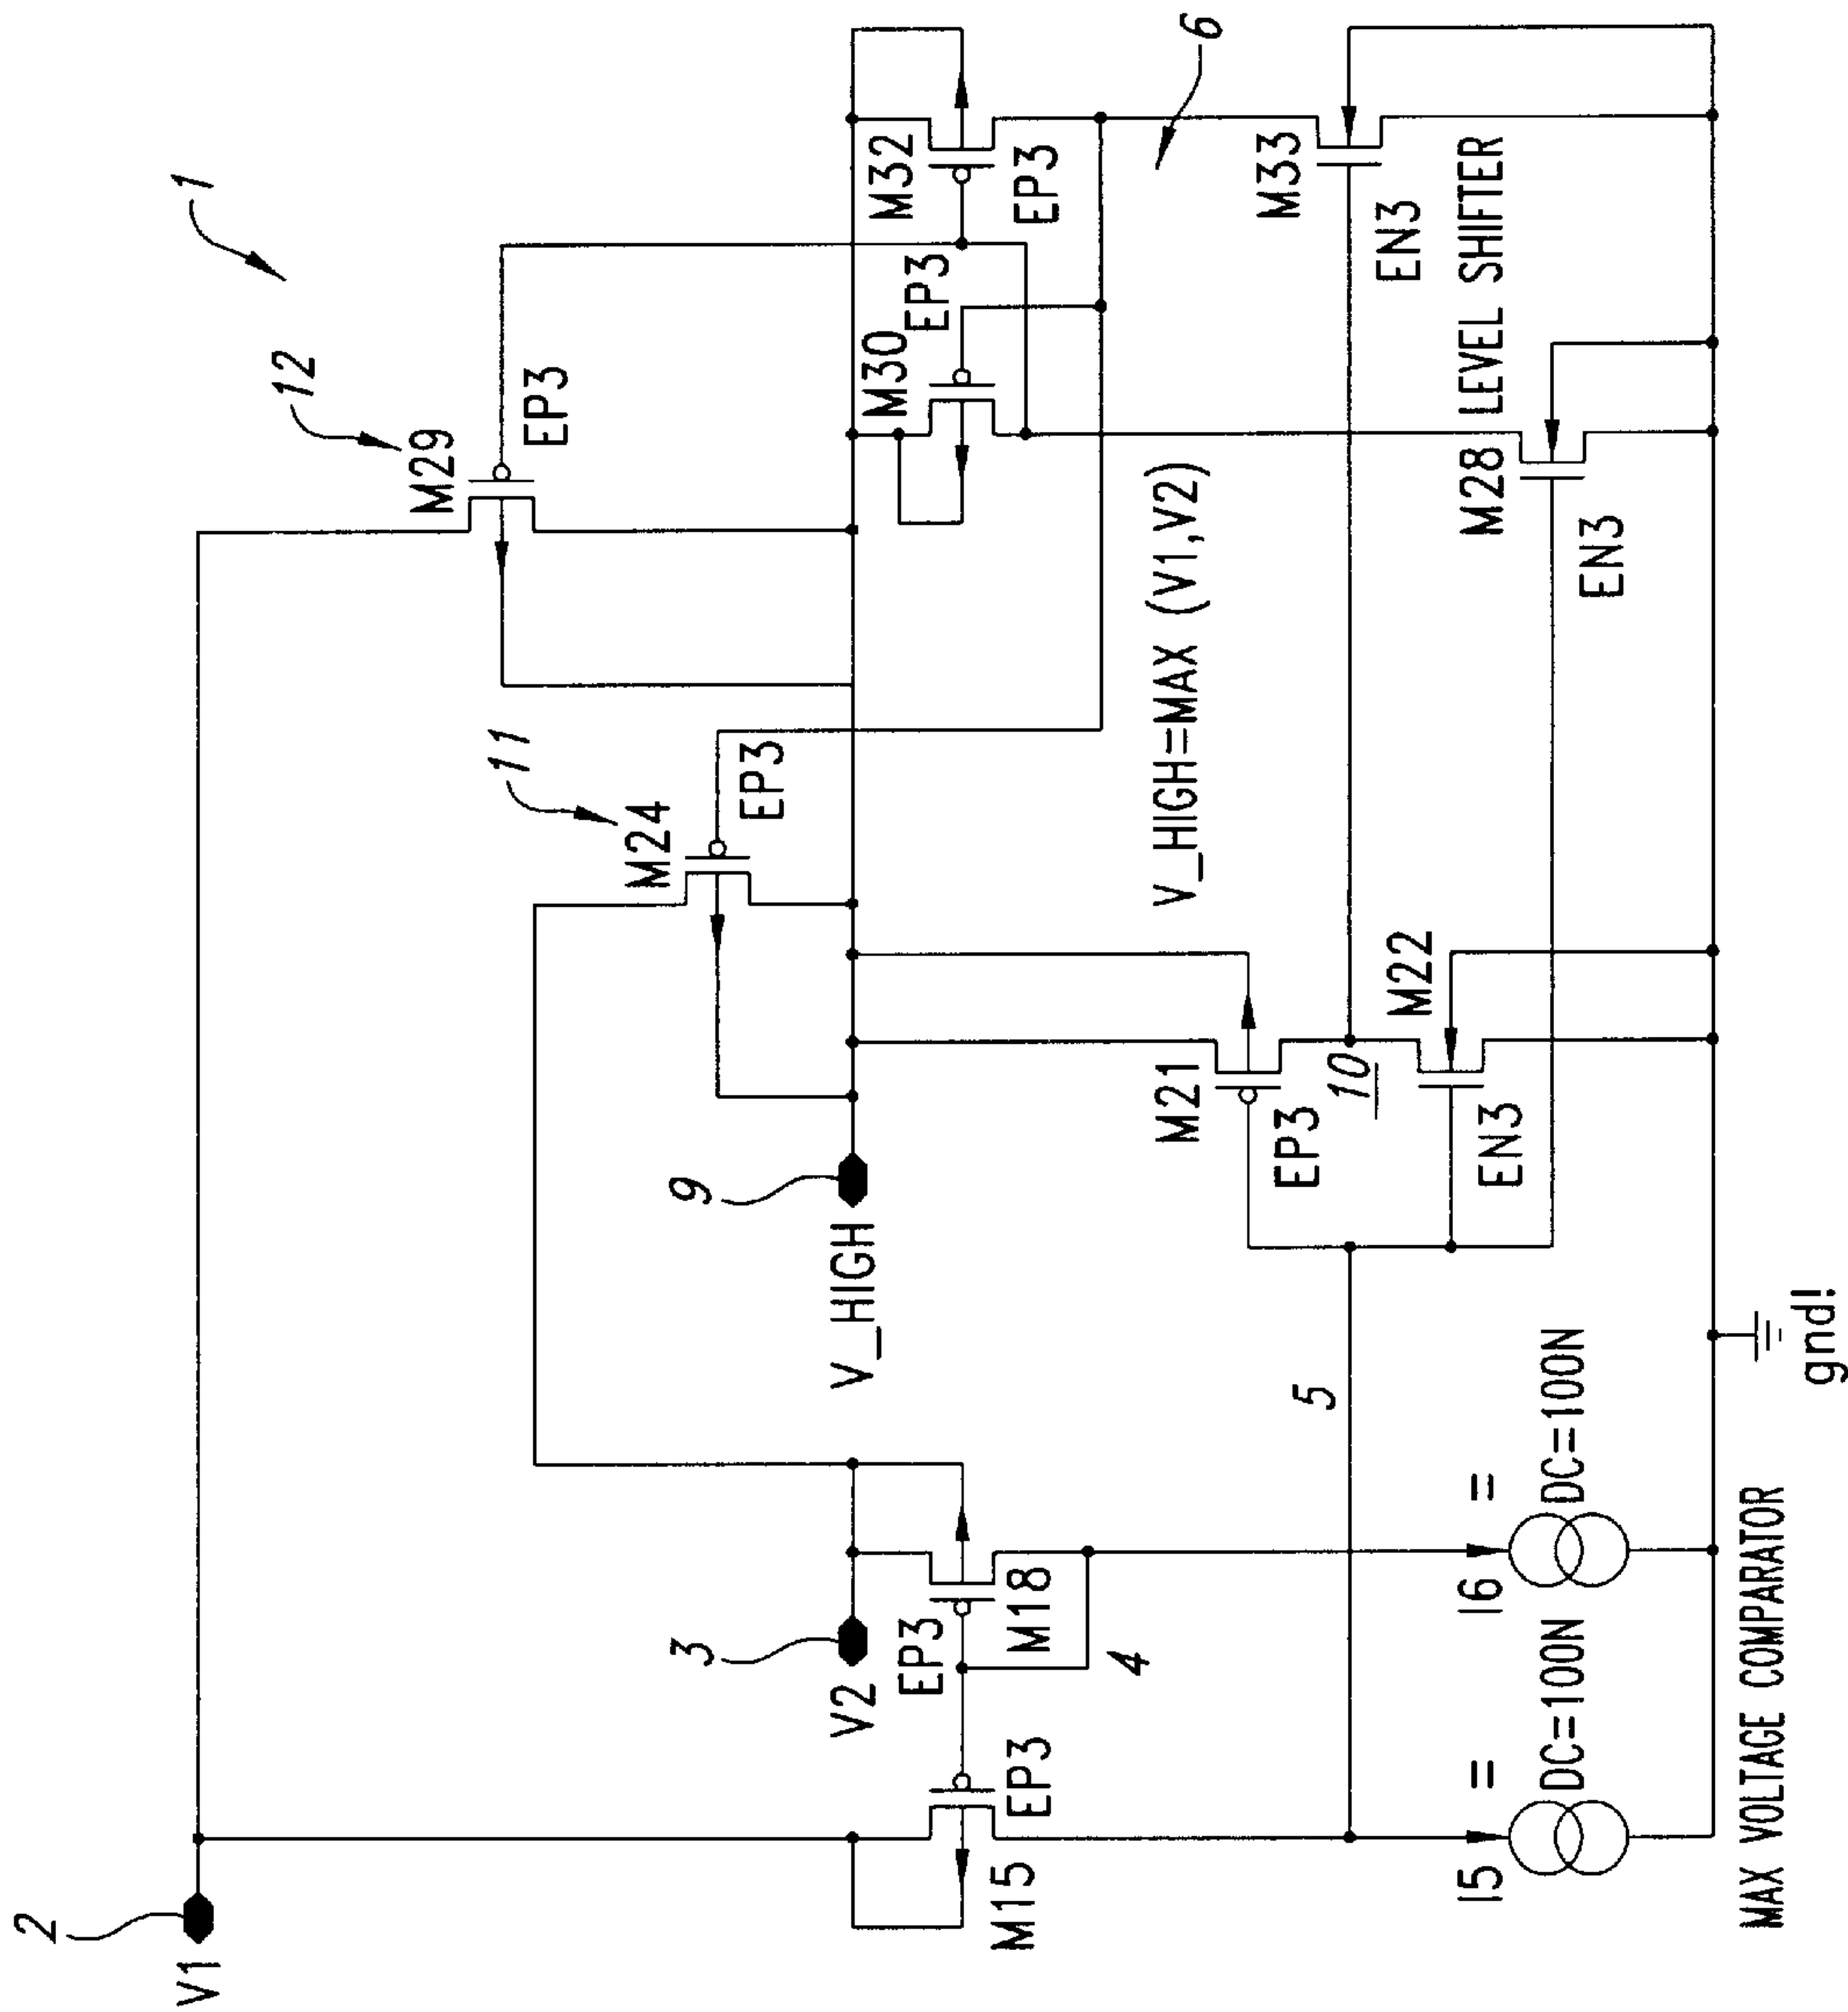 1
2
V1
12
M29
EP3
11
M24
EP3
9
V_HIGH
3
V2
EP3
M18
4
M15
EP3
M30
EP3
M32
EP3
6
V_HIGH=MAX (V1,V2)
M21
EP3
10
M22
EN3
5
M33
EN3
M28
LEVEL SHIFTER
EN3
I5 =
DC=100N
I6 =
DC=100N
MAX VOLTAGE COMPARATOR
gnd!